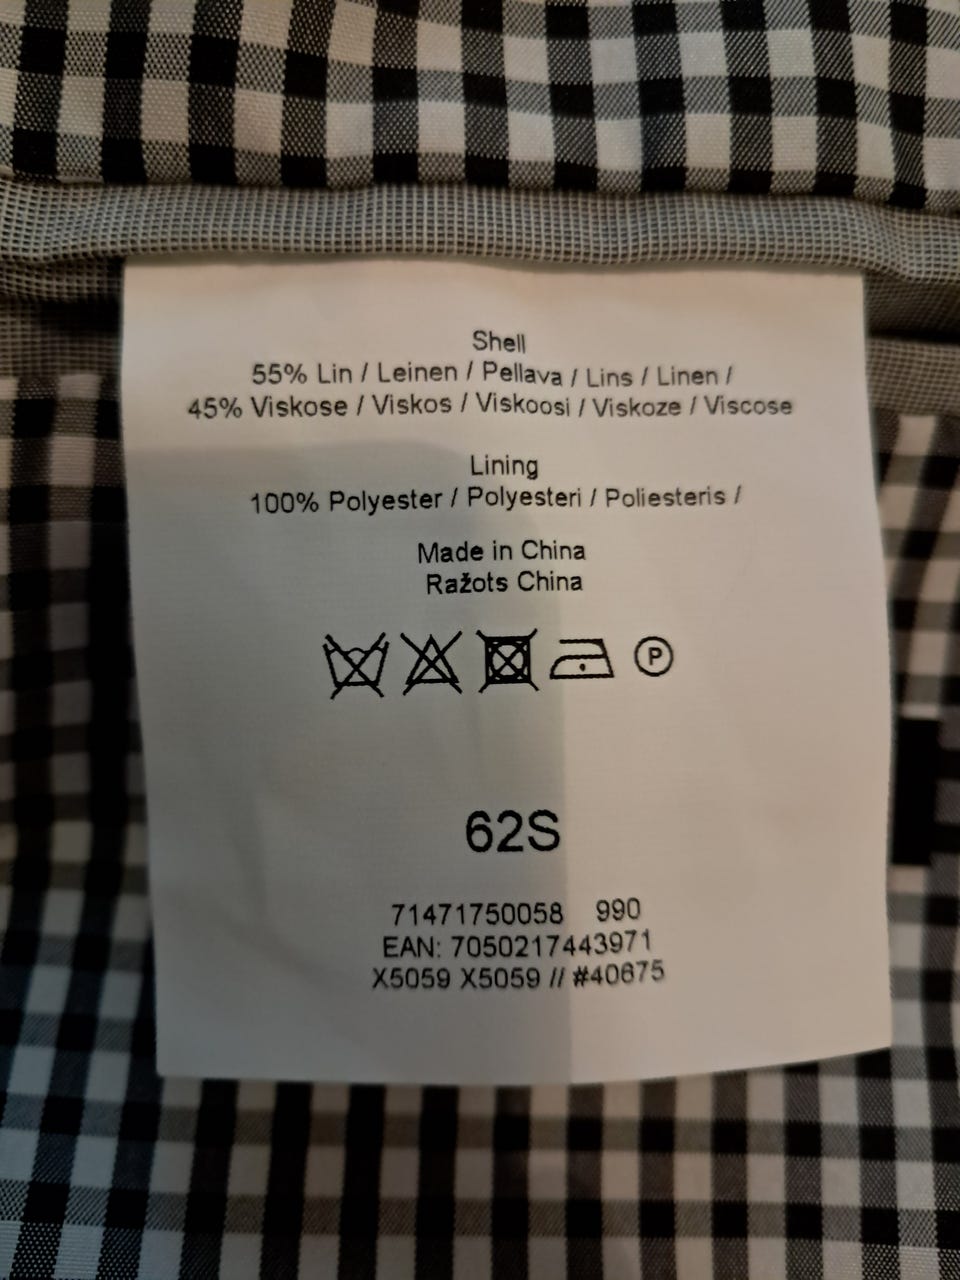 Shell
55% Lin / Leinen / Pellava / Lins / Linen /
45% Viskose / Viskos / Viskoosi / Viskoze / Viscose
Lining
100% Polyester / Polyesteri / Poliesteris /
Made in China
Ražots China
P
62S
71471750058 990
EAN: 7050217443971
X5059 X5059 // #40675